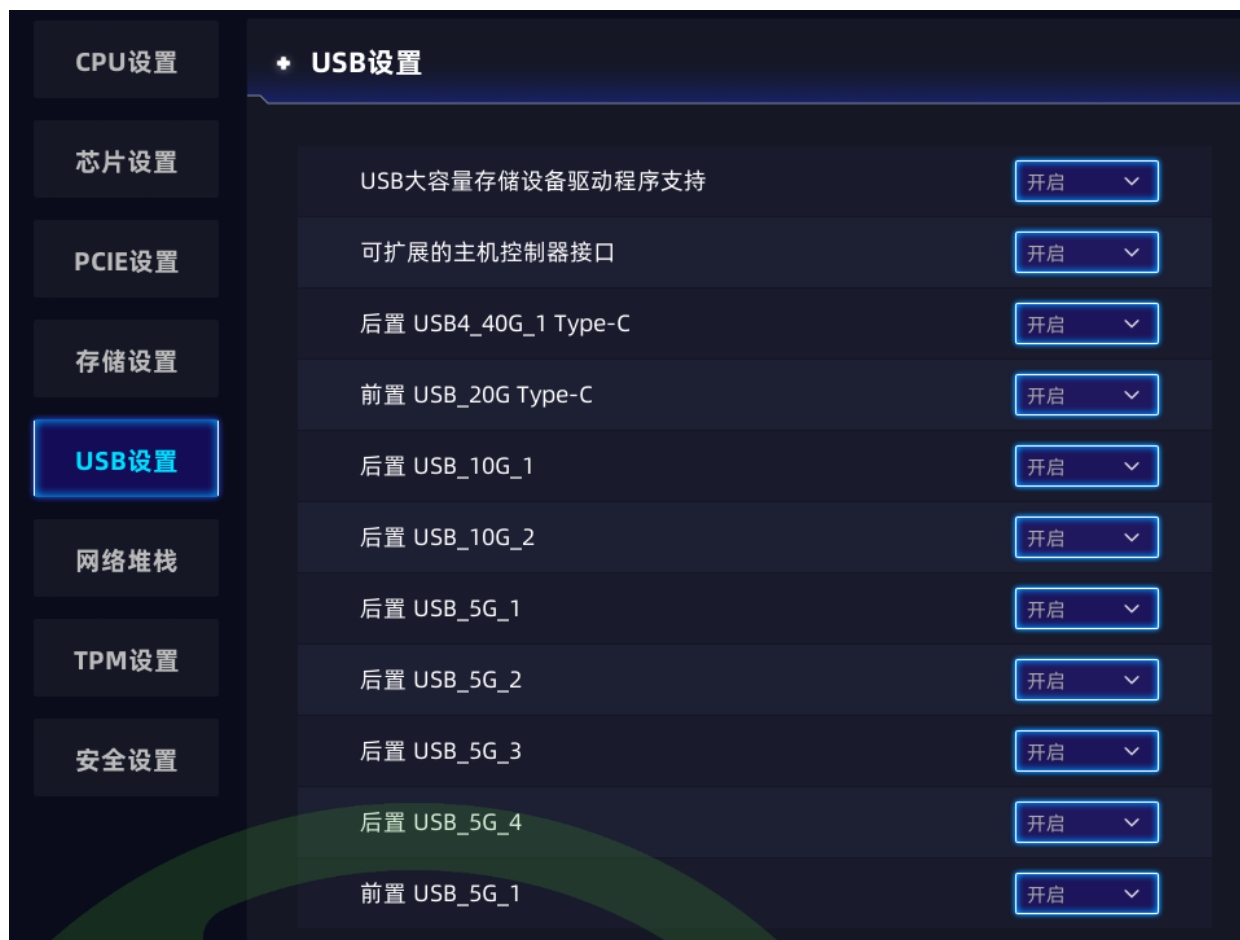 CPU设置
芯片设置
PCIE设置
存储设置
USB设置
网络堆栈
TPM设置
安全设置
USB设置
USB大容量存储设备驱动程序支持 开启
可扩展的主机控制器接口 开启
后置 USB4_40G_1 Type-C 开启
前置 USB_20G Type-C 开启
后置 USB_10G_1 开启
后置 USB_10G_2 开启
后置 USB_5G_1 开启
后置 USB_5G_2 开启
后置 USB_5G_3 开启
后置 USB_5G_4 开启
前置 USB_5G_1 开启